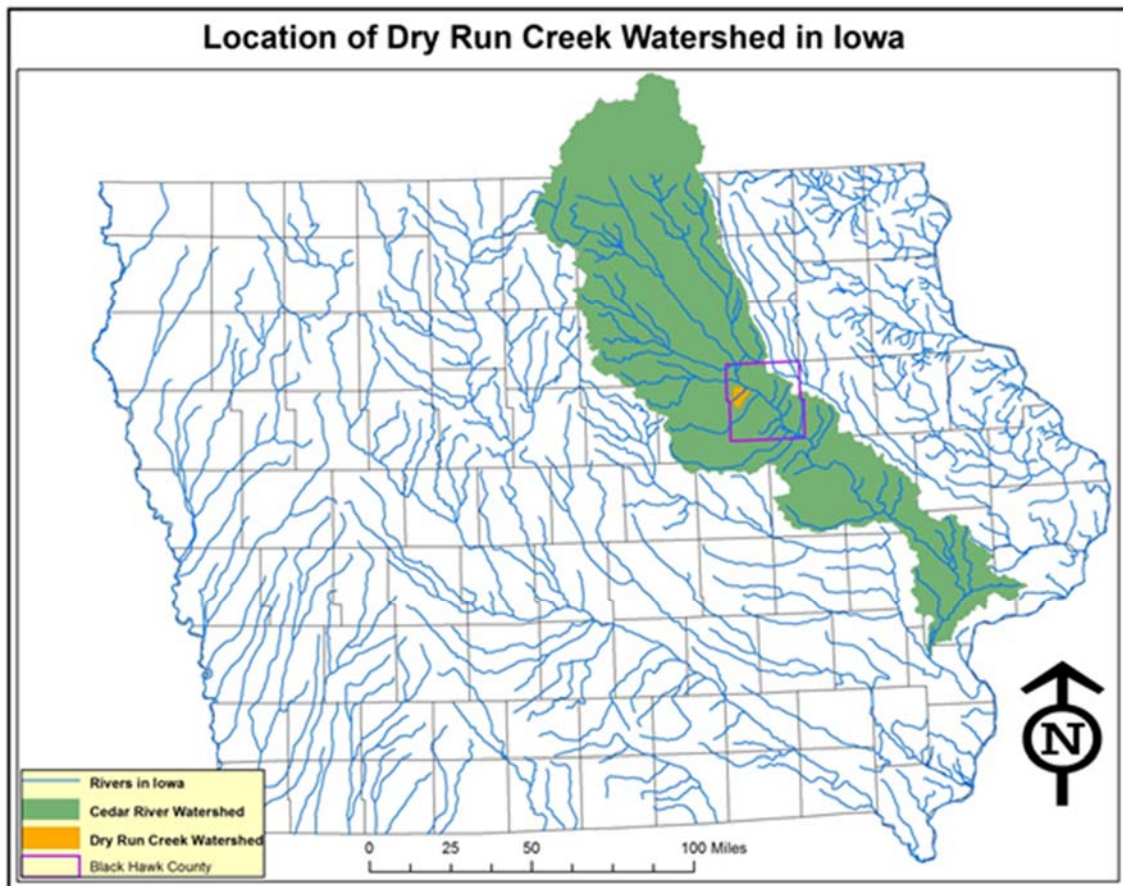 Location of Dry Run Creek Watershed in Iowa
N
Rivers in Iowa
Cedar River Watershed
Dry Run Creek Watershed
Black Hawk County
0 25 50 100 Miles